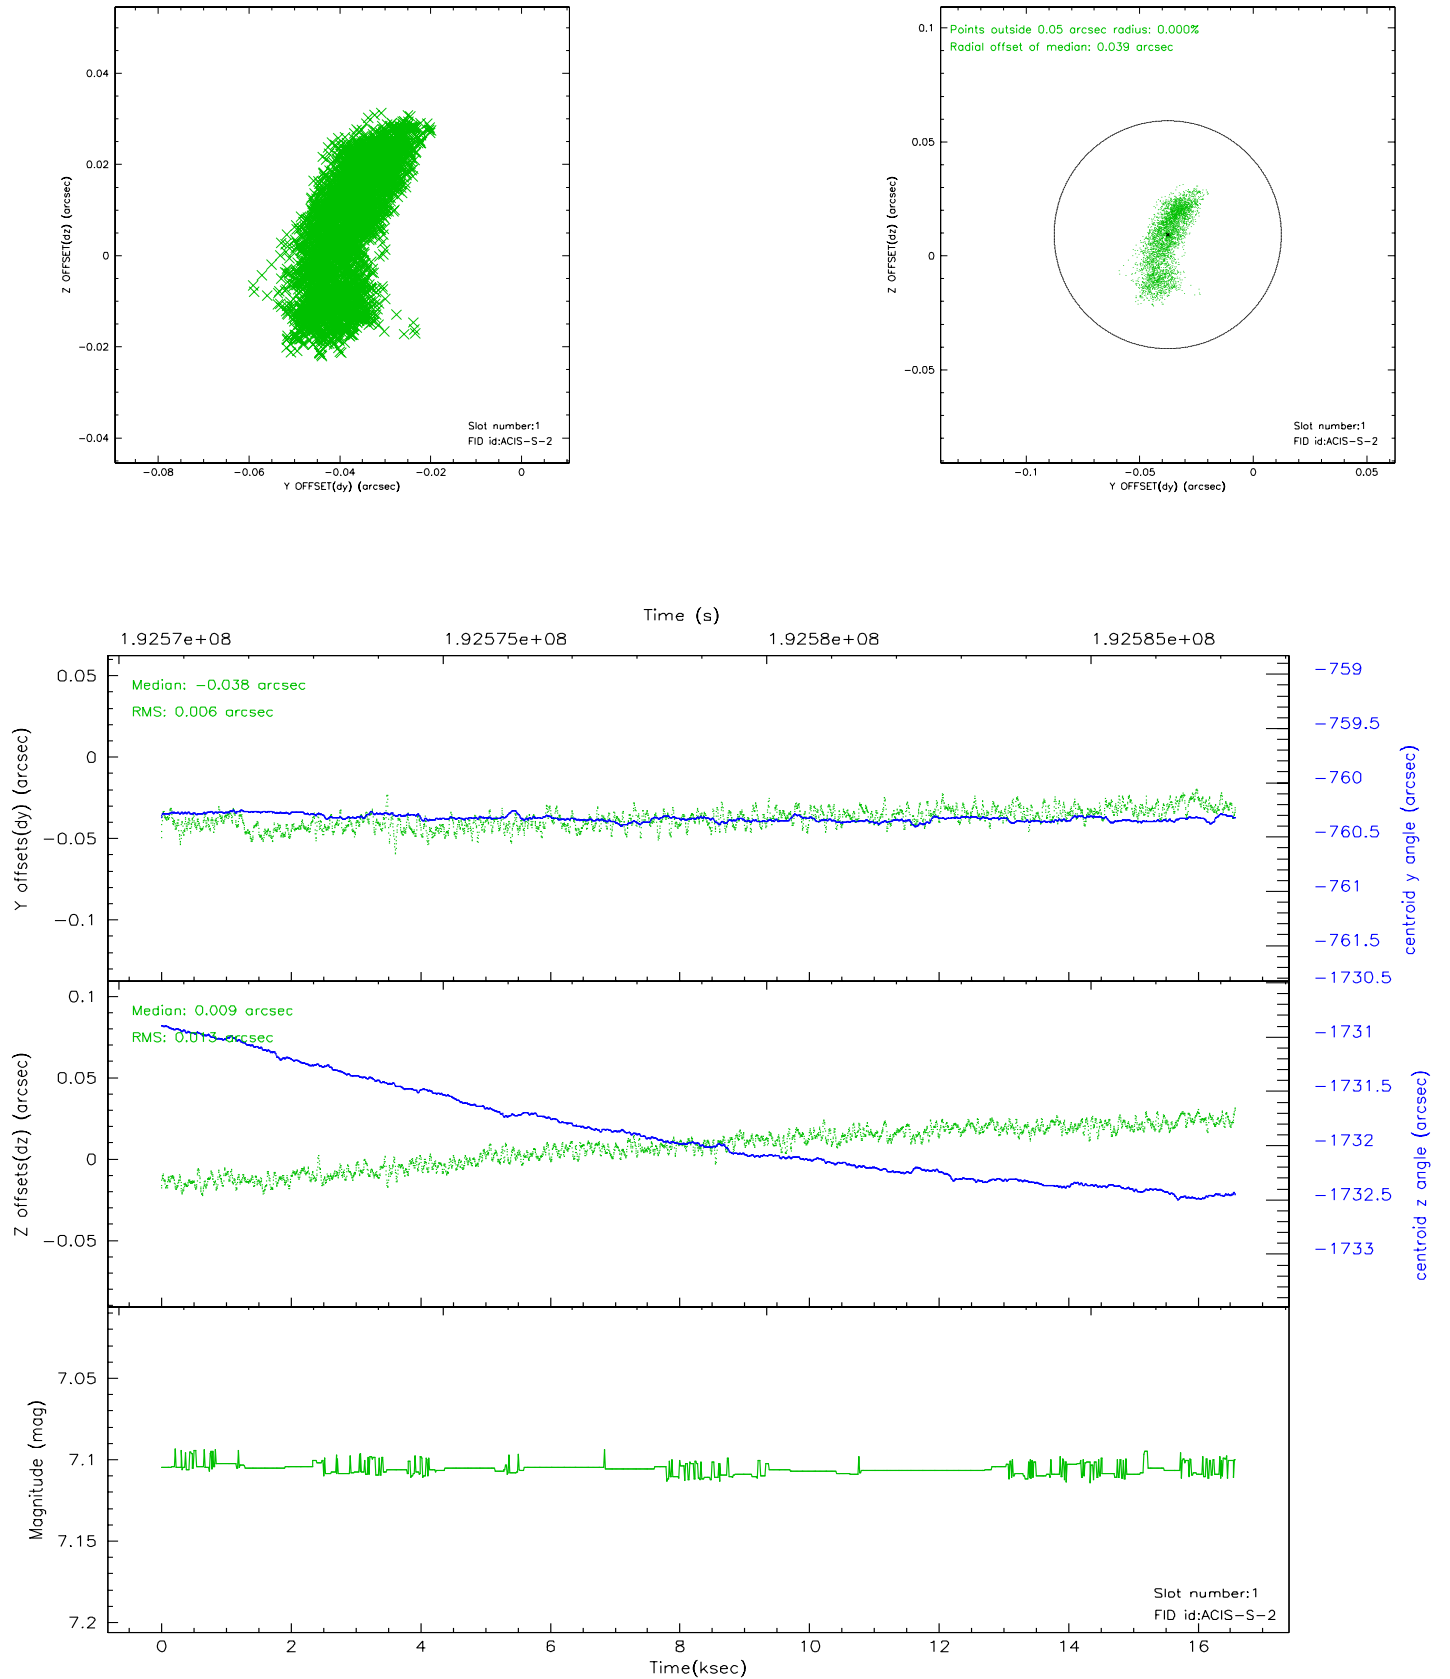 0.04
0.02
0
−0.02
−0.04
Z OFFSET(dz) (arcsec)
Slot number:1
FID id:ACIS−S−2
−0.08
−0.06
−0.04
−0.02
0
Y OFFSET(dy) (arcsec)
Points outside 0.05 arcsec radius: 0.000%
Radial offset of median: 0.039 arcsec
0.1
0.05
0
−0.05
Z OFFSET(dz) (arcsec)
Slot number:1
FID id:ACIS−S−2
−0.1
−0.05
0
0.05
Y OFFSET(dy) (arcsec)
Time (s)
1.9257e+08
1.92575e+08
1.9258e+08
1.92585e+08
Median: −0.038 arcsec
RMS: 0.006 arcsec
0.05
0
−0.05
−0.1
Y offsets(dy) (arcsec)
−759
−759.5
−760
−760.5
−761
−761.5
centroid y angle (arcsec)
Median: 0.009 arcsec
RMS: 0.013 arcsec
0.1
0.05
0
−0.05
Z offsets(dz) (arcsec)
−1730.5
−1731
−1731.5
−1732
−1732.5
−1733
centroid z angle (arcsec)
7.05
7.1
7.15
7.2
Magnitude (mag)
Slot number:1
FID id:ACIS−S−2
0
2
4
6
8
10
12
14
16
Time(ksec)